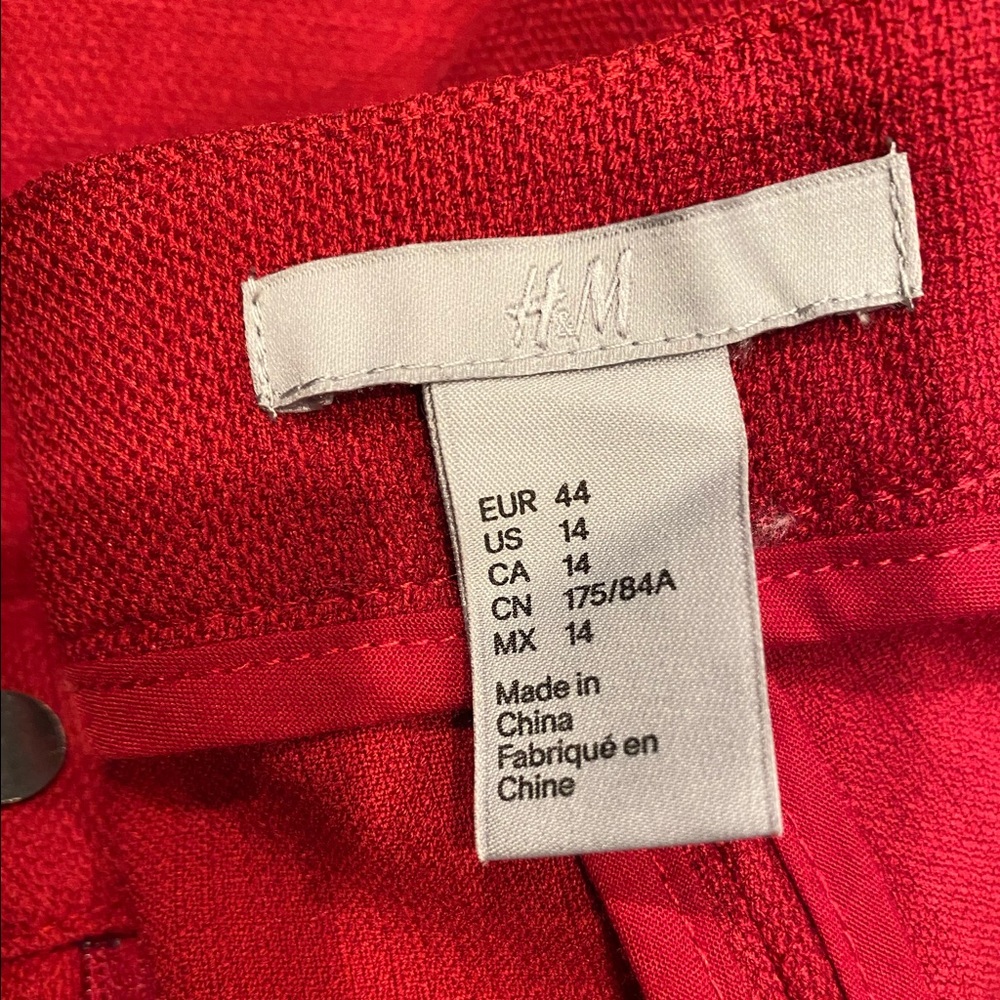 H&M
EUR 44
US 14
CA 14
CN 175/84A
MX 14
Made in
China
Fabriqué en
Chine